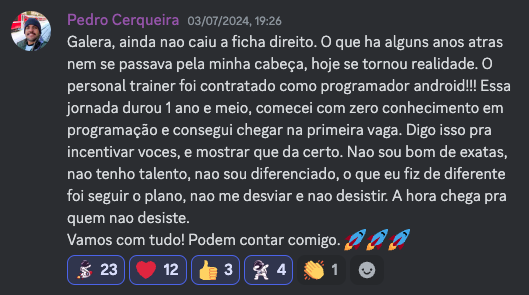 Pedro Cerqueira 03/07/2024, 19:26
Galera, ainda nao caiu a ficha direito. O que ha alguns anos atras
nem se passava pela minha cabeça, hoje se tornou realidade. O
personal trainer foi contratado como programador android!!! Essa
jornada durou 1 ano e meio, comecei com zero conhecimento em
programação e consegui chegar na primeira vaga. Digo isso pra
incentivar voces, e mostrar que da certo. Nao sou bom de exatas,
nao tenho talento, nao sou diferenciado, o que eu fiz de diferente
foi seguir o plano, nao me desviar e nao desistir. A hora chega pra
quem nao desiste.
Vamos com tudo! Podem contar comigo. 🚀🚀🚀
23 12 3 4 1